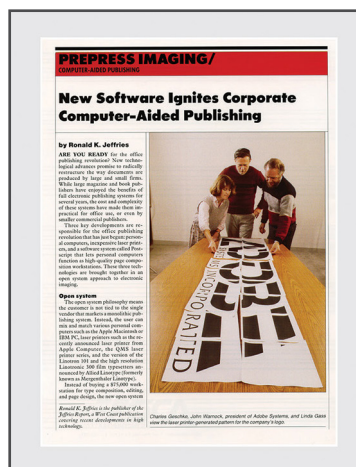 PREPRESS IMAGING/
COMPUTER-AIDED PUBLISHING
New Software Ignites Corporate
Computer-Aided Publishing
by Ronald K. Jeffries
ARE YOU READY for the office
publishing revolution? New techno-
logical advances promise to radically
restructure the way documents are
produced by large and small firms.
While large magazine and book pub-
lishers have enjoyed the benefits of
full electronic publishing systems for
several years, the cost and complexity
of these systems have made them im-
practical for office use, or even by
smaller commercial publishers.
Three key developments are re-
sponsible for the office publishing
revolution that has just begun: person-
al computers, inexpensive laser print-
ers, and a software system called Post-
script that lets personal computers
function as high-quality page compo-
sition workstations. These three tech-
nologies are brought together in an
open system approach to electronic
imaging.
Open system
The open system philosophy means
the customer is not tied to the single
vendor that markets a monolithic pub-
lishing system. Instead, the user can
mix and match various personal com-
puters such as the Apple Macintosh or
IBM PC, laser printers such as the re-
cently announced laser printer from
Apple Computer, the QMS laser
printer series, and the version of the
Linotron 101 and the high resolution
Linotronic 300 film typesetters an-
nounced by Allied Linotype (formerly
known as Mergenthaler Linotype).
Instead of buying a $75,000 work-
station for type composition, editing,
and page design, the new open system
Ronald K. Jeffries is the publisher of the
Jeffries Report, a West Coast publication
covering recent developments in high
technology.
ADOBE
INCORPORATED
Charles Geschke, John Warnock, president of Adobe Systems, and Linda Gass
view the laser printer-generated pattern for the company's logo.